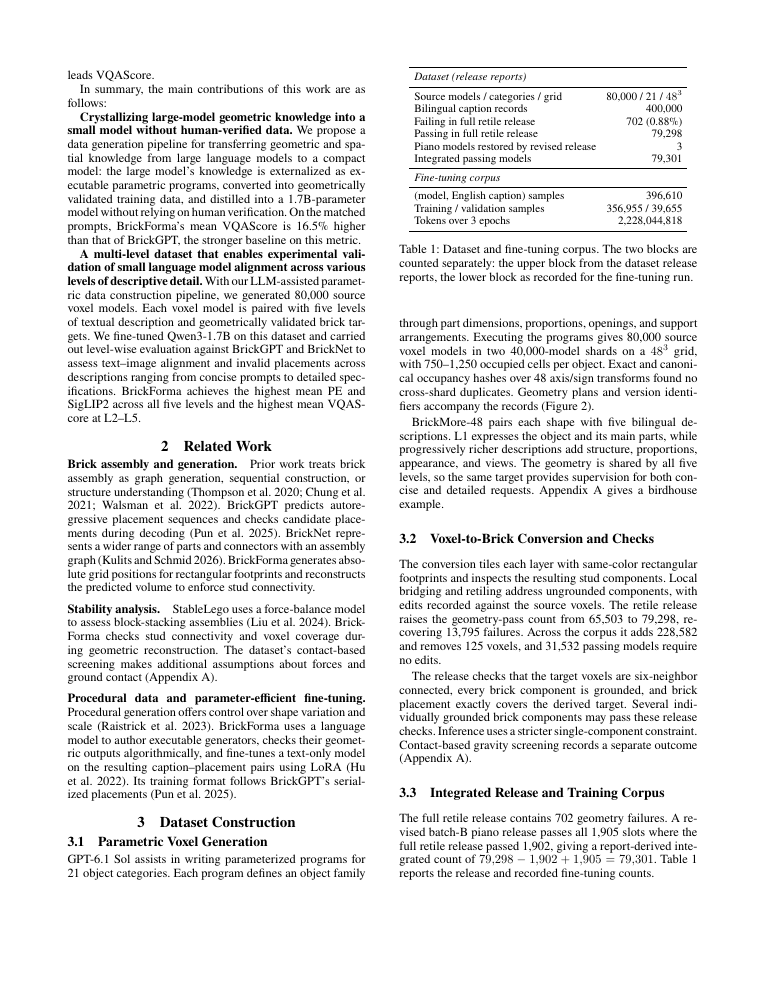 leads VQAScore.
In summary, the main contributions of this work are as
follows:
Crystallizing large-model geometric knowledge into a
small model without human-verified data. We propose a
data generation pipeline for transferring geometric and spa-
tial knowledge from large language models to a compact
model: the large model's knowledge is externalized as ex-
ecutable parametric programs, converted into geometrically
validated training data, and distilled into a 1.7B-parameter
model without relying on human verification. On the matched
prompts, BrickForma's mean VQAScore is 16.5% higher
than that of BrickGPT, the stronger baseline on this metric.
A multi-level dataset that enables experimental vali-
dation of small language model alignment across various
levels of descriptive detail. With our LLM-assisted paramet-
ric data construction pipeline, we generated 80,000 source
voxel models. Each voxel model is paired with five levels
of textual description and geometrically validated brick tar-
gets. We fine-tuned Qwen3-1.7B on this dataset and carried
out level-wise evaluation against BrickGPT and BrickNet to
assess text–image alignment and invalid placements across
descriptions ranging from concise prompts to detailed spec-
ifications. BrickForma achieves the highest mean PE and
SigLIP2 across all five levels and the highest mean VQAS-
core at L2–L5.
2 Related Work
Brick assembly and generation. Prior work treats brick
assembly as graph generation, sequential construction, or
structure understanding (Thompson et al. 2020; Chung et al.
2021; Walsman et al. 2022). BrickGPT predicts autore-
gressive placement sequences and checks candidate place-
ments during decoding (Pun et al. 2025). BrickNet repre-
sents a wider range of parts and connectors with an assembly
graph (Kulits and Schmid 2026). BrickForma generates abso-
lute grid positions for rectangular footprints and reconstructs
the predicted volume to enforce stud connectivity.
Stability analysis. StableLego uses a force-balance model
to assess block-stacking assemblies (Liu et al. 2024). Brick-
Forma checks stud connectivity and voxel coverage dur-
ing geometric reconstruction. The dataset's contact-based
screening makes additional assumptions about forces and
ground contact (Appendix A).
Procedural data and parameter-efficient fine-tuning.
Procedural generation offers control over shape variation and
scale (Raistrick et al. 2023). BrickForma uses a language
model to author executable generators, checks their geomet-
ric outputs algorithmically, and fine-tunes a text-only model
on the resulting caption–placement pairs using LoRA (Hu
et al. 2022). Its training format follows BrickGPT's serial-
ized placements (Pun et al. 2025).
3 Dataset Construction
3.1 Parametric Voxel Generation
GPT-6.1 Sol assists in writing parameterized programs for
21 object categories. Each program defines an object family
Dataset (release reports)
Source models / categories / grid 80,000 / 21 / 48³
Bilingual caption records 400,000
Failing in full retile release 702 (0.88%)
Passing in full retile release 79,298
Piano models restored by revised release 3
Integrated passing models 79,301
Fine-tuning corpus
(model, English caption) samples 396,610
Training / validation samples 356,955 / 39,655
Tokens over 3 epochs 2,228,044,818
Table 1: Dataset and fine-tuning corpus. The two blocks are
counted separately: the upper block from the dataset release
reports, the lower block as recorded for the fine-tuning run.
through part dimensions, proportions, openings, and support
arrangements. Executing the programs gives 80,000 source
voxel models in two 40,000-model shards on a 48³ grid,
with 750–1,250 occupied cells per object. Exact and canoni-
cal occupancy hashes over 48 axis/sign transforms found no
cross-shard duplicates. Geometry plans and version identi-
fiers accompany the records (Figure 2).
BrickMore-48 pairs each shape with five bilingual de-
scriptions. L1 expresses the object and its main parts, while
progressively richer descriptions add structure, proportions,
appearance, and views. The geometry is shared by all five
levels, so the same target provides supervision for both con-
cise and detailed requests. Appendix A gives a birdhouse
example.
3.2 Voxel-to-Brick Conversion and Checks
The conversion tiles each layer with same-color rectangular
footprints and inspects the resulting stud components. Local
bridging and retiling address ungrounded components, with
edits recorded against the source voxels. The retile release
raises the geometry-pass count from 65,503 to 79,298, re-
covering 13,795 failures. Across the corpus it adds 228,582
and removes 125 voxels, and 31,532 passing models require
no edits.
The release checks that the target voxels are six-neighbor
connected, every brick component is grounded, and brick
placement exactly covers the derived target. Several indi-
vidually grounded brick components may pass these release
checks. Inference uses a stricter single-component constraint.
Contact-based gravity screening records a separate outcome
(Appendix A).
3.3 Integrated Release and Training Corpus
The full retile release contains 702 geometry failures. A re-
vised batch-B piano release passes all 1,905 slots where the
full retile release passed 1,902, giving a report-derived inte-
grated count of 79,298 − 1,902 + 1,905 = 79,301. Table 1
reports the release and recorded fine-tuning counts.